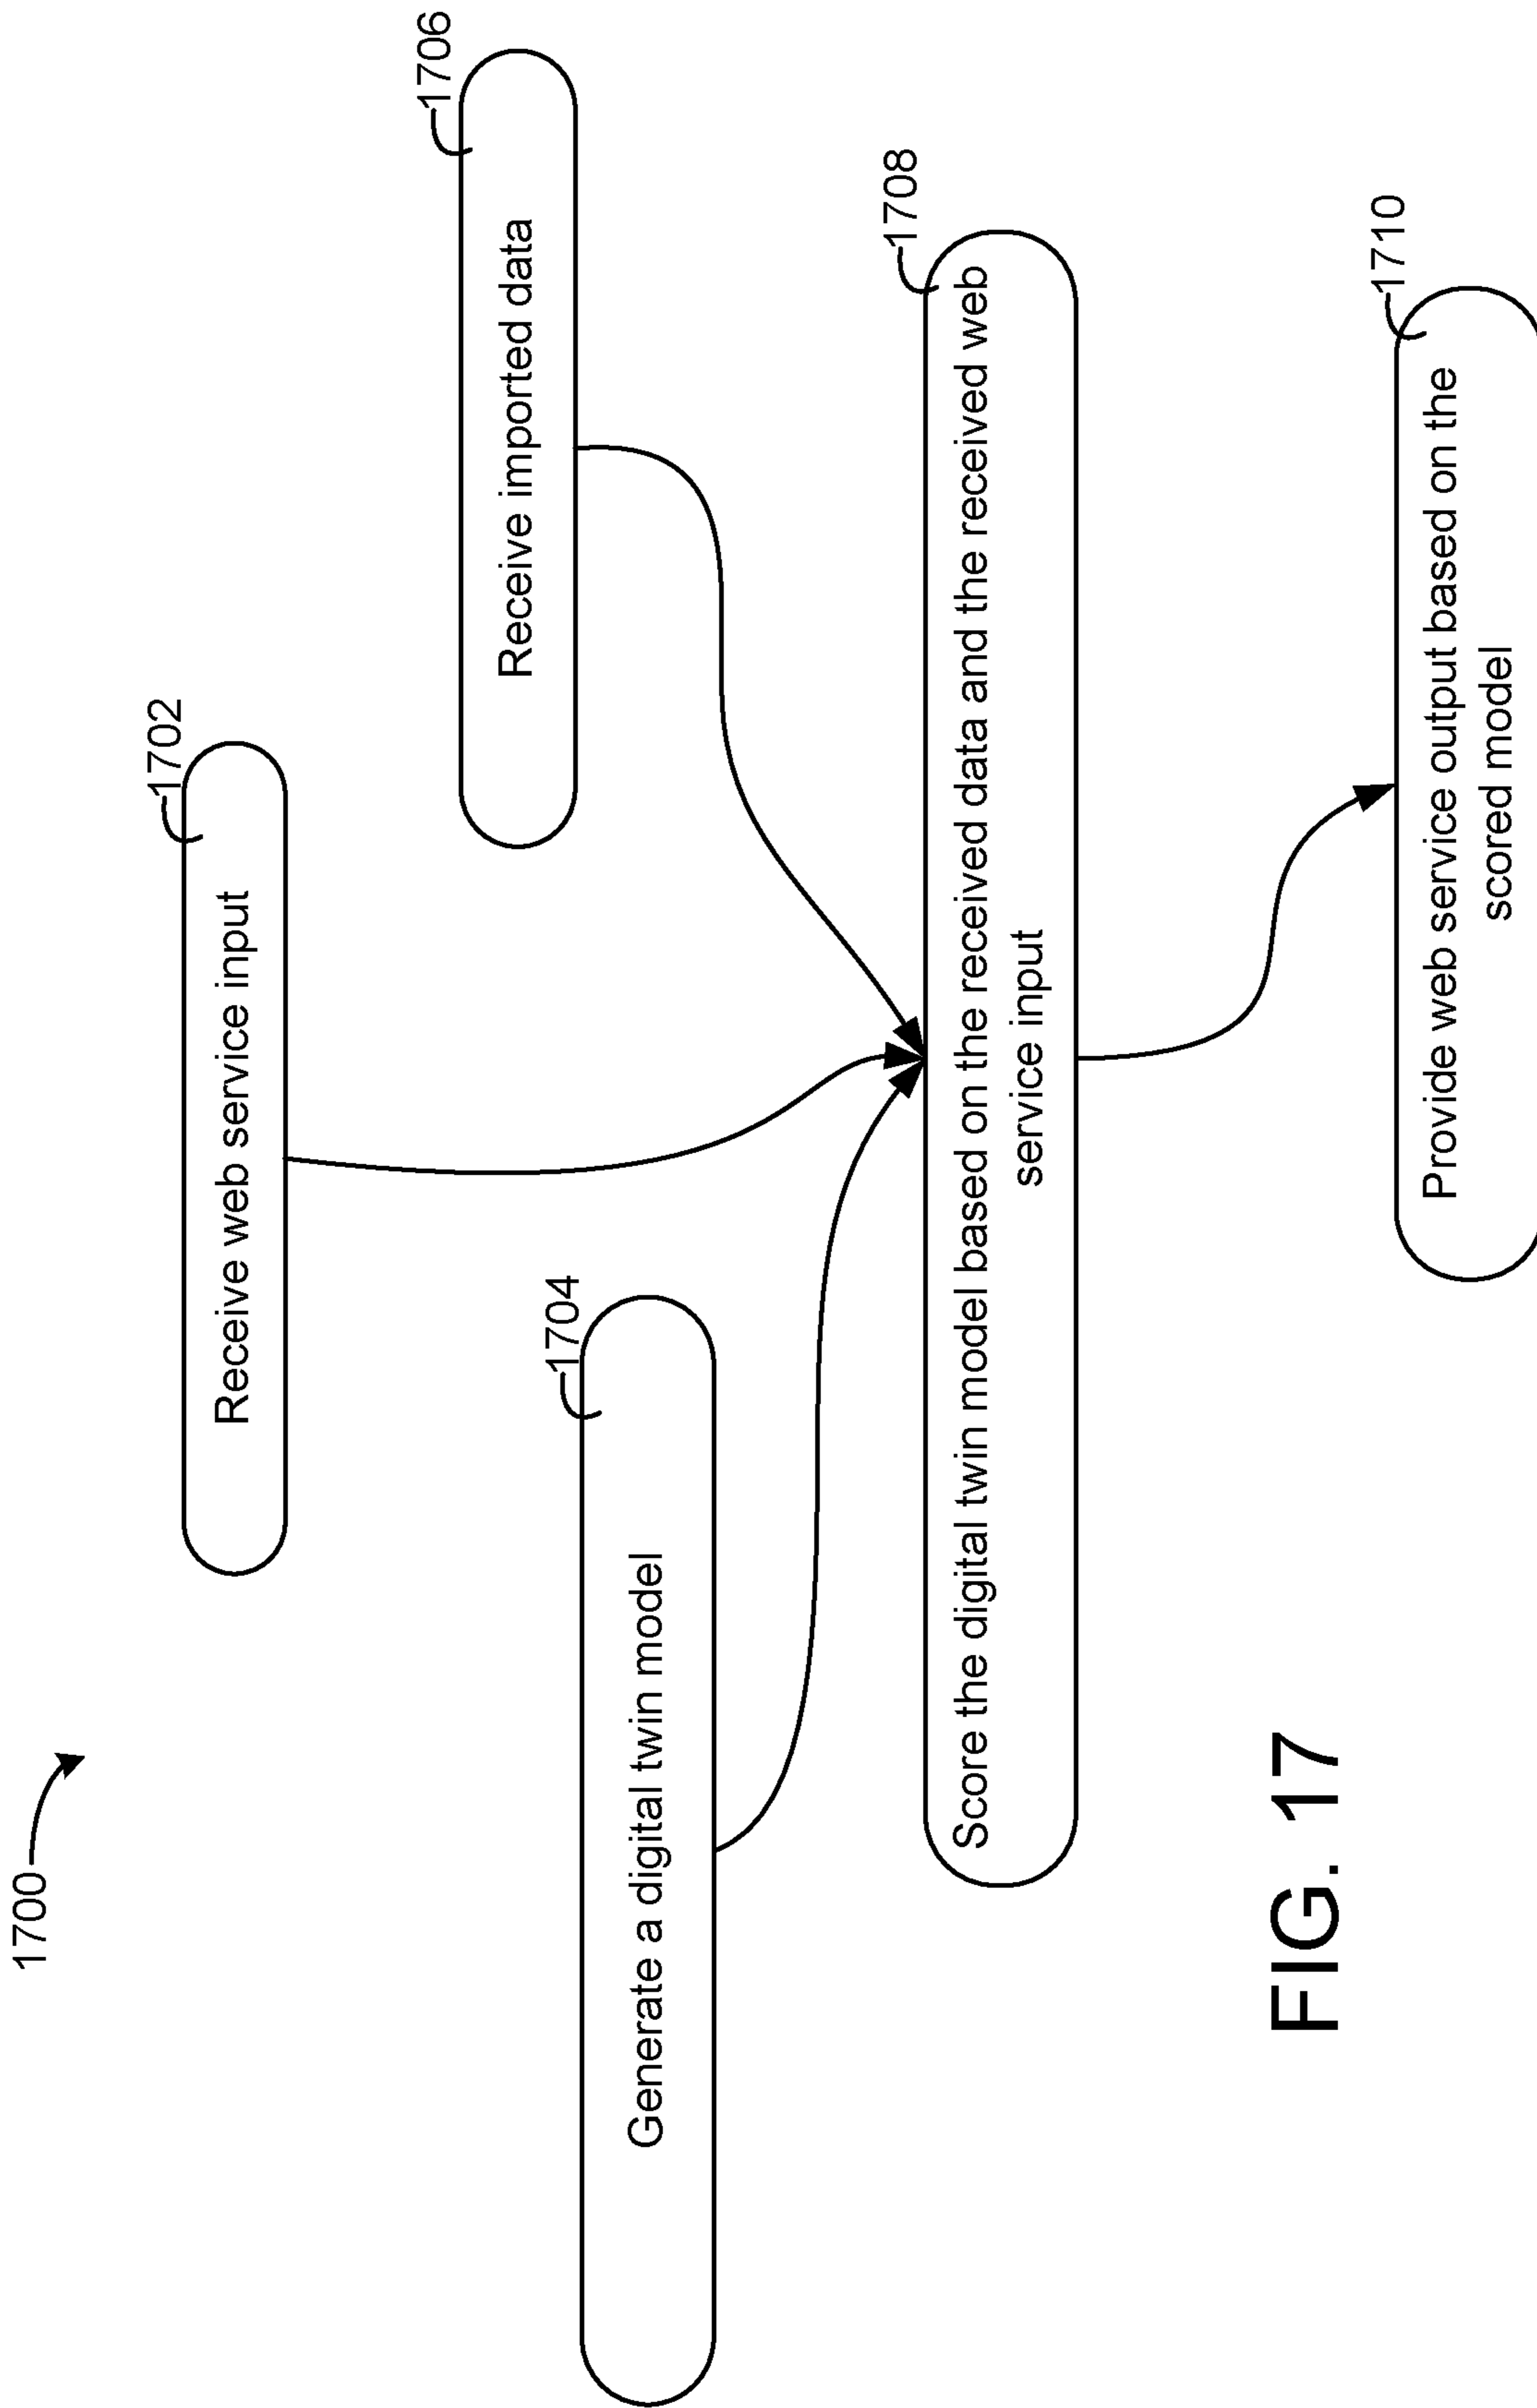 1700
1702
Receive web service input
1706
Receive imported data
1704
Generate a digital twin model
1708
Score the digital twin model based on the received data and the received web
service input
1710
Provide web service output based on the
scored model
FIG. 17